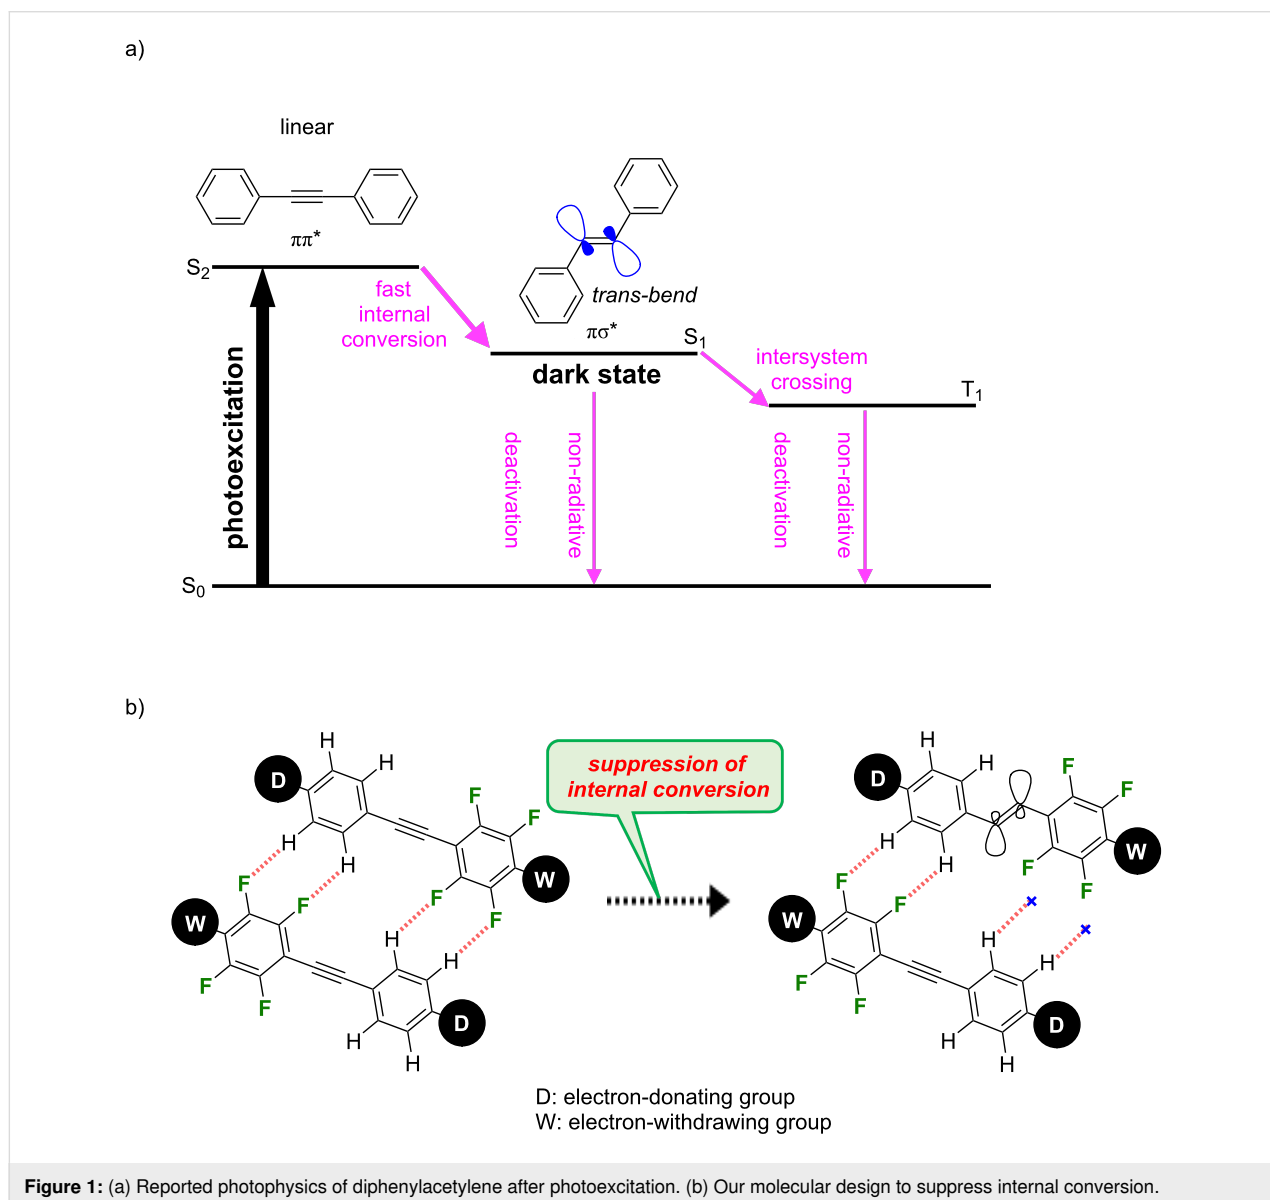 a)
linear
ππ*
S2
fast
internal
conversion
trans-bend
πσ*
S1
dark state
intersystem
crossing
T1
photoexcitation
deactivation
non-radiative
deactivation
non-radiative
S0
b)
H
H
D
F
F
H
H
F
F
W
F
F
W
H
H
F
F
H
H
D
suppression of
internal conversion
H
H
D
F
F
H
H
F
F
W
F
F
W
H
H
F
F
H
H
D
D: electron-donating group
W: electron-withdrawing group
Figure 1: (a) Reported photophysics of diphenylacetylene after photoexcitation. (b) Our molecular design to suppress internal conversion.